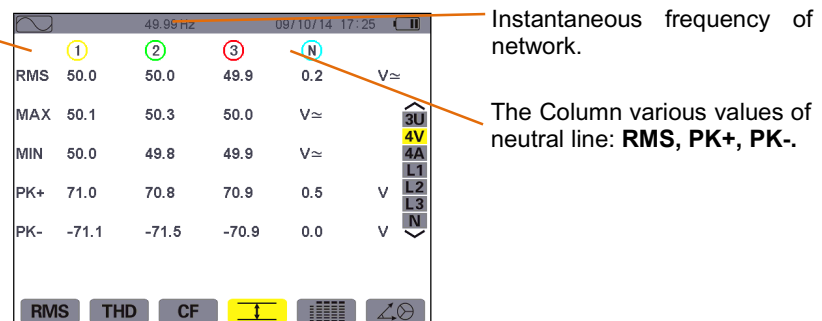 49.99 Hz 09/10/14 17:25
1 2 3 N
RMS 50.0 50.0 49.9 0.2 V≃
MAX 50.1 50.3 50.0 V≃
MIN 50.0 49.8 49.9 V≃
PK+ 71.0 70.8 70.9 0.5 V
PK- -71.1 -71.5 -70.9 0.0 V
3U
4V
4A
L1
L2
L3
N
RMS THD CF
Instantaneous frequency of
network.
The Column various values of
neutral line: RMS, PK+, PK-.